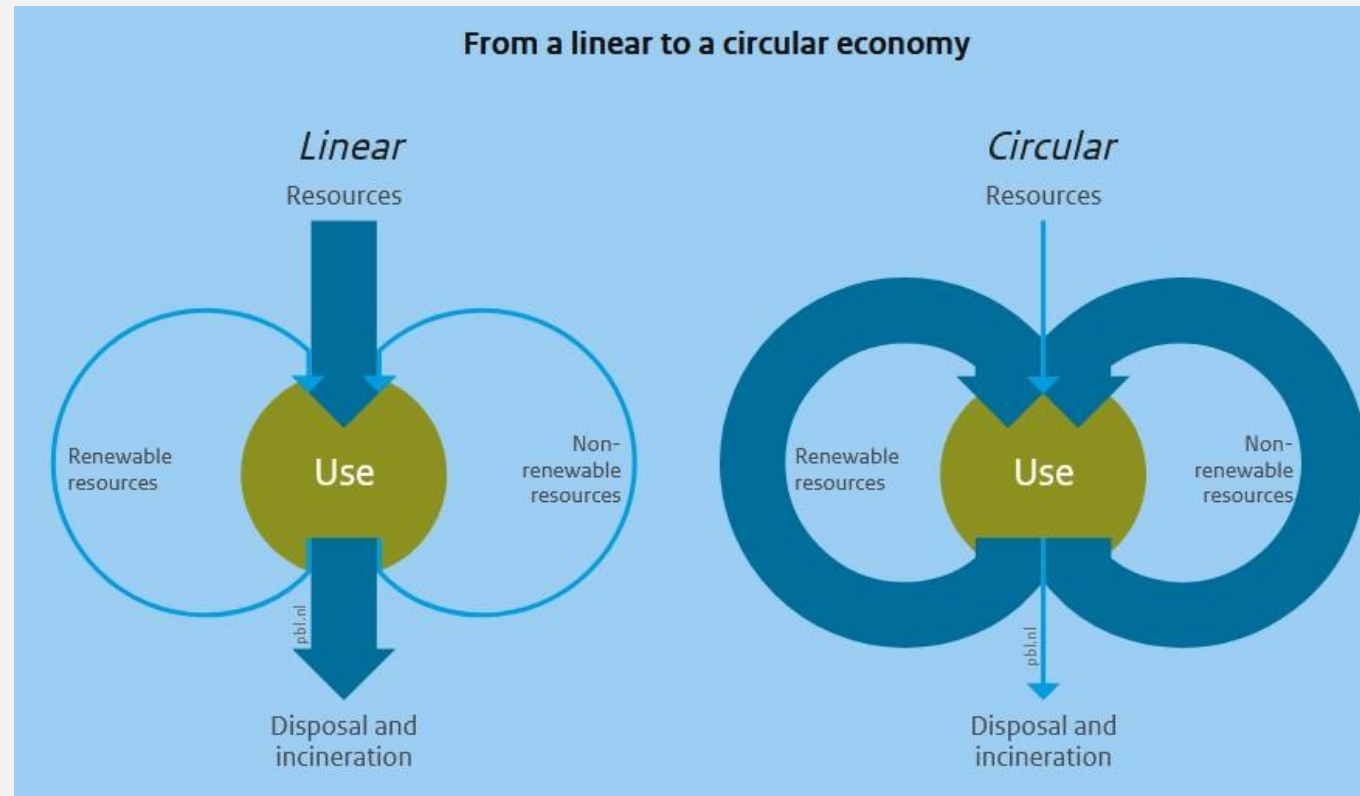 From a linear to a circular economy
Linear
Resources
Renewable
resources
Use
Non-
renewable
resources
pbl.nl
Disposal and
incineration
Circular
Resources
Renewable
resources
Use
Non-
renewable
resources
pbl.nl
Disposal and
incineration